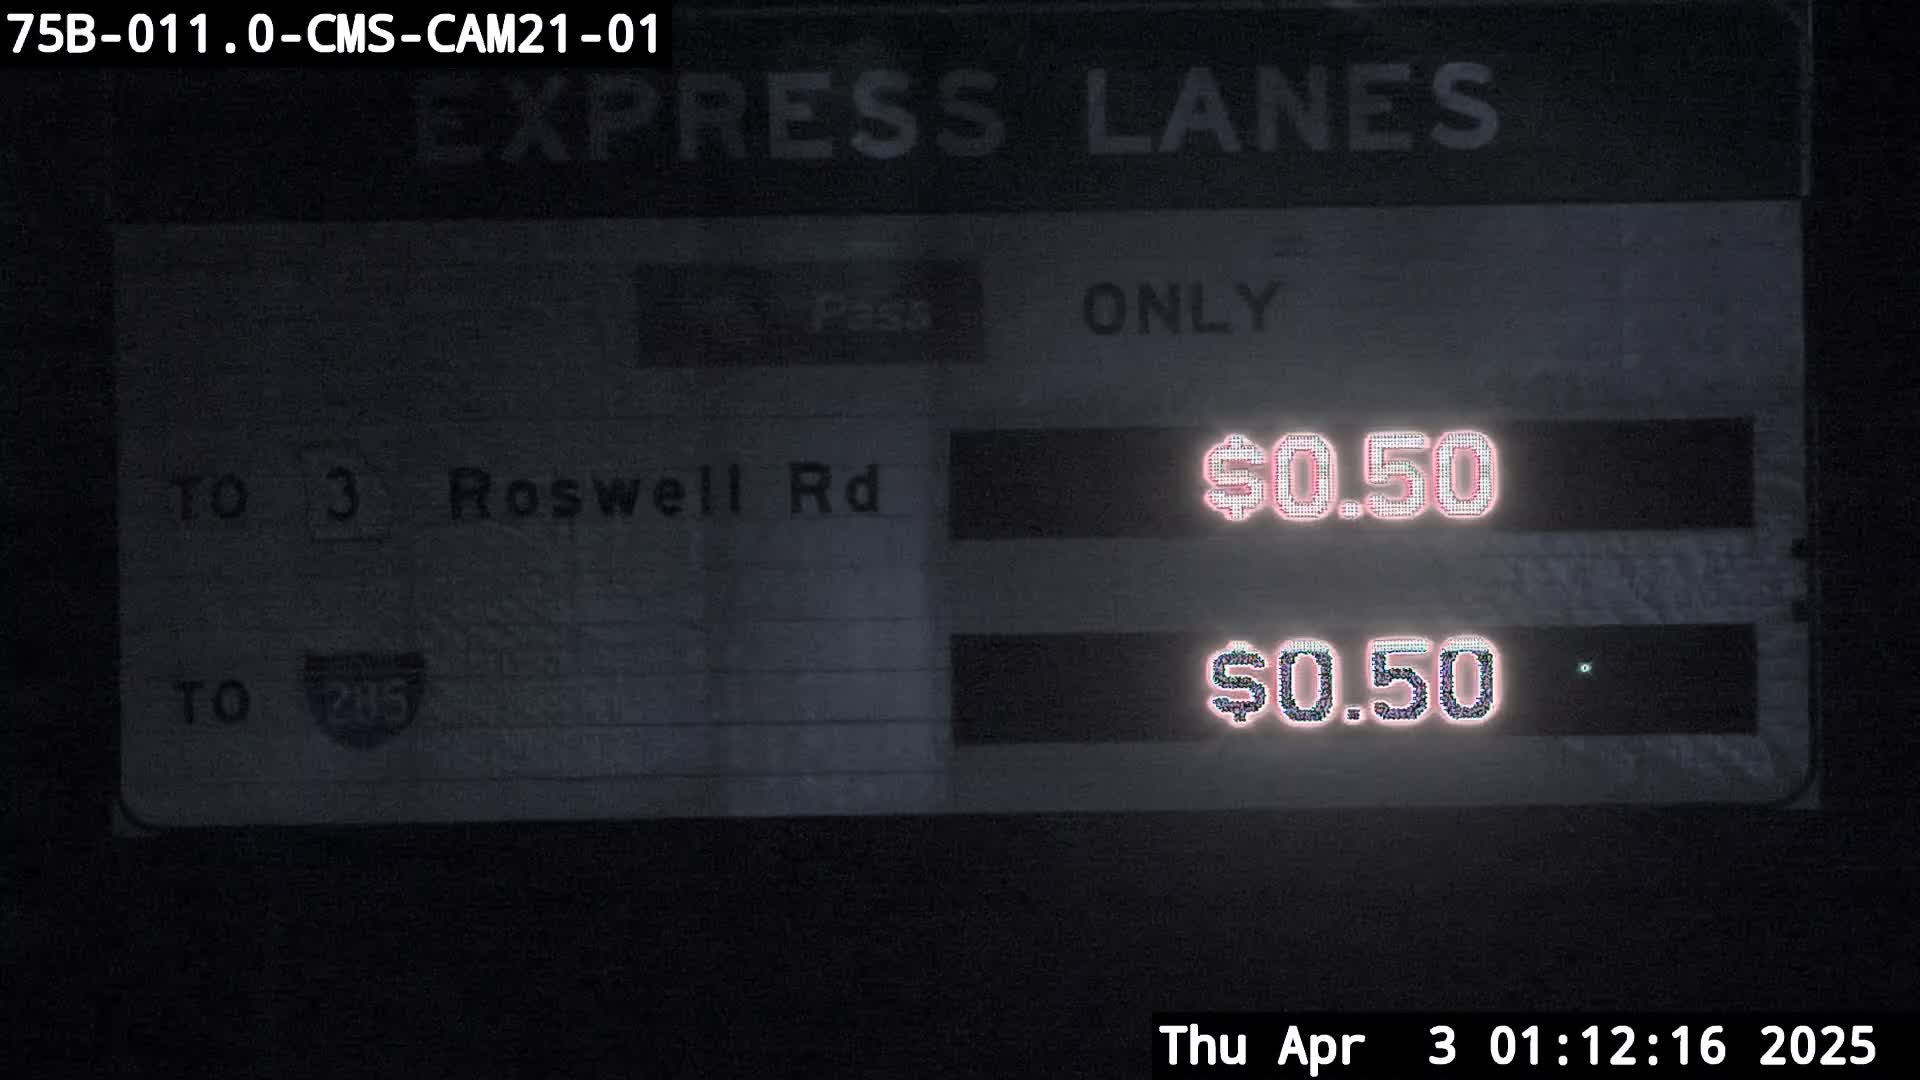 75B-011.0-CMS-CAM21-01
EXPRESS LANES
Pass ONLY
TO 3 Roswell Rd $0.50
TO 285 $0.50
Thu Apr 3 01:12:16 2025